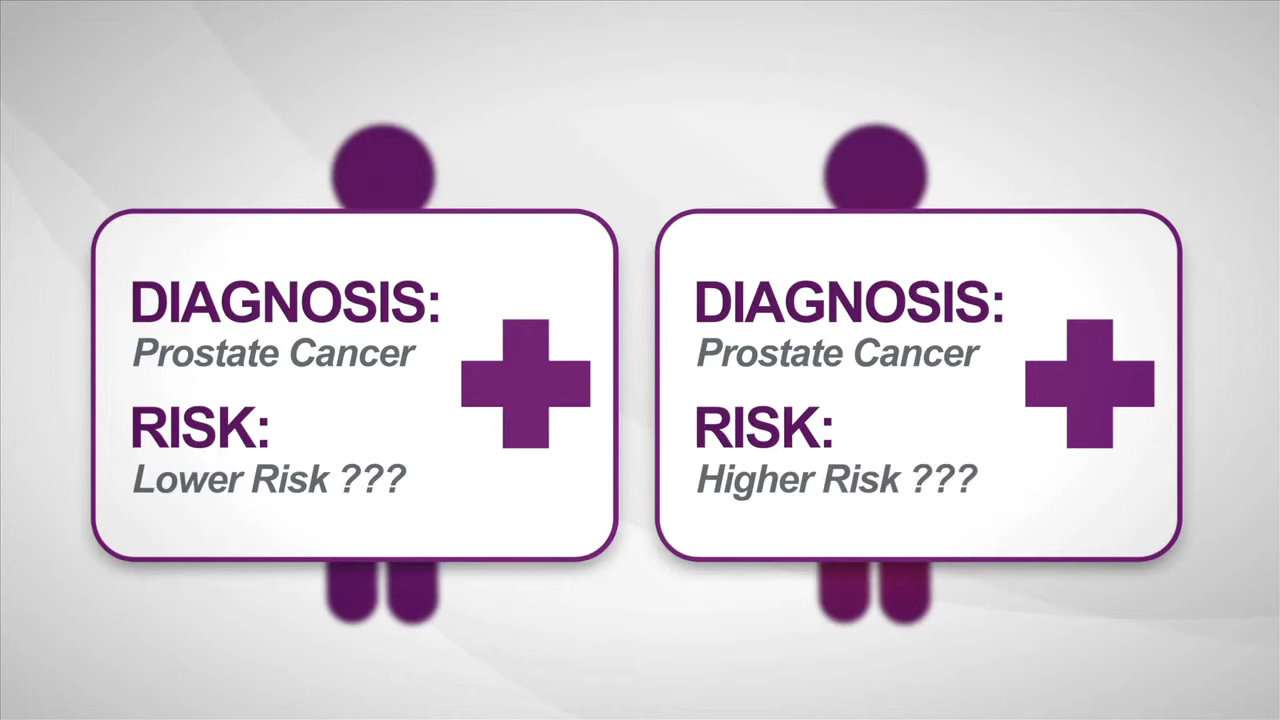 DIAGNOSIS:
Prostate Cancer
RISK:
Lower Risk ???
DIAGNOSIS:
Prostate Cancer
RISK:
Higher Risk ???